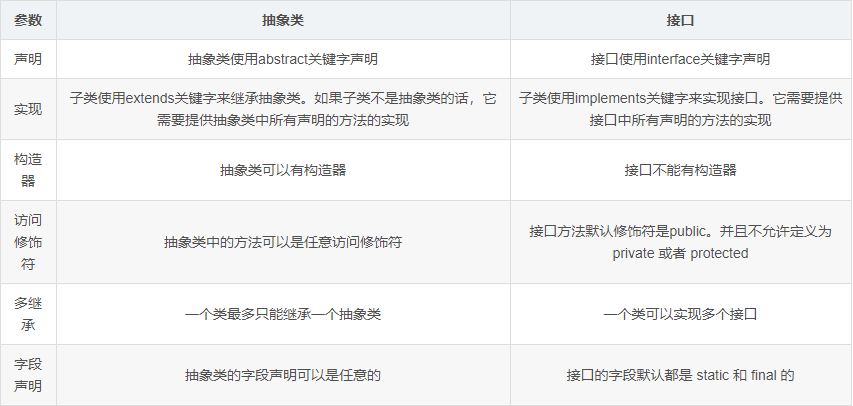 参数
抽象类
接口
声明
抽象类使用abstract关键字声明
接口使用interface关键字声明
实现
子类使用extends关键字来继承抽象类。如果子类不是抽象类的话，它
需要提供抽象类中所有声明的方法的实现
子类使用implements关键字来实现接口。它需要提供
接口中所有声明的方法的实现
构造
器
抽象类可以有构造器
接口不能有构造器
访问
修饰
符
抽象类中的方法可以是任意访问修饰符
接口方法默认修饰符是public。并且不允许定义为
private 或者 protected
多继
承
一个类最多只能继承一个抽象类
一个类可以实现多个接口
字段
声明
抽象类的字段声明可以是任意的
接口的字段默认都是 static 和 final 的